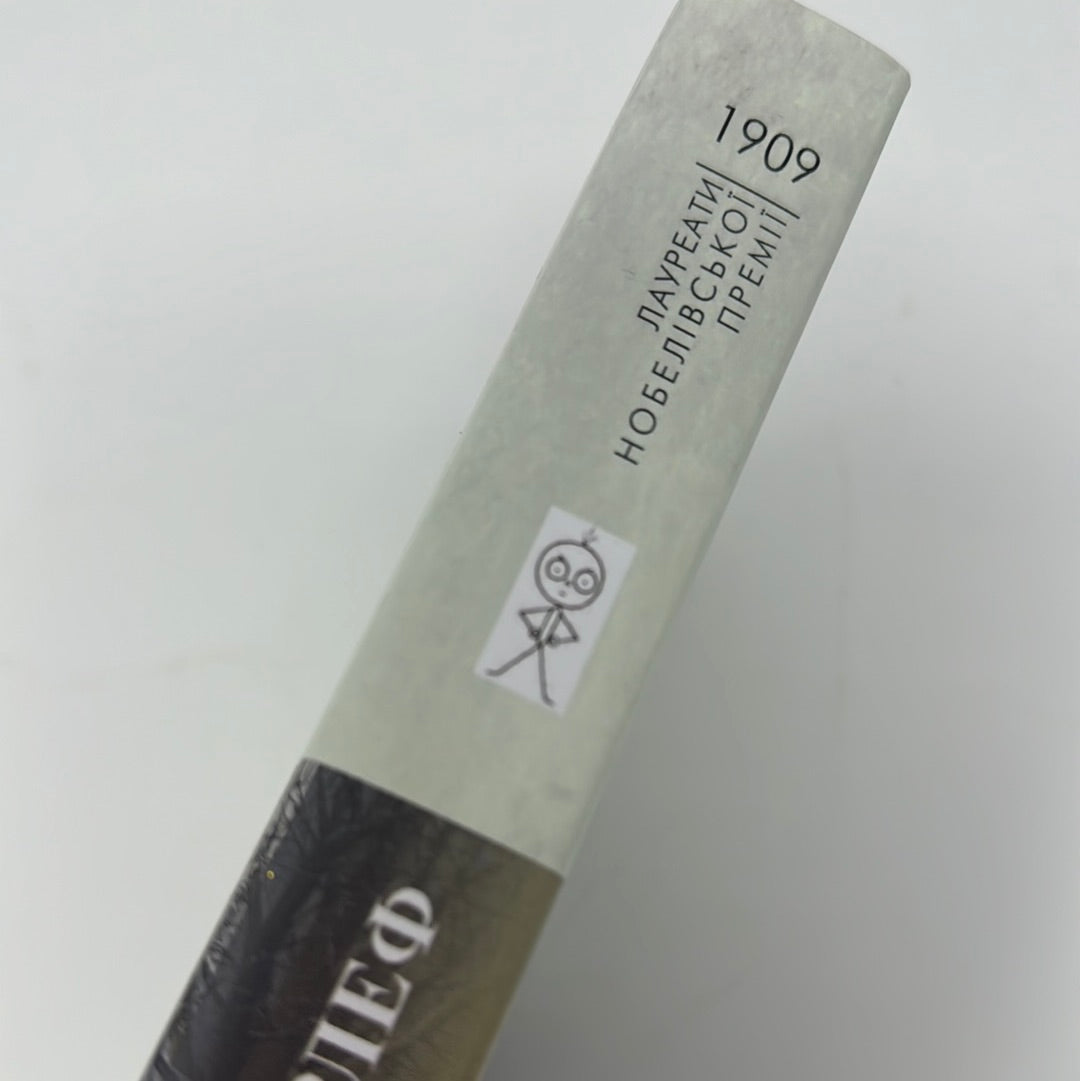 1909
ЛАУРЕАТИ
НОБЕЛІВСЬКОЇ
ПРЕМІЇ